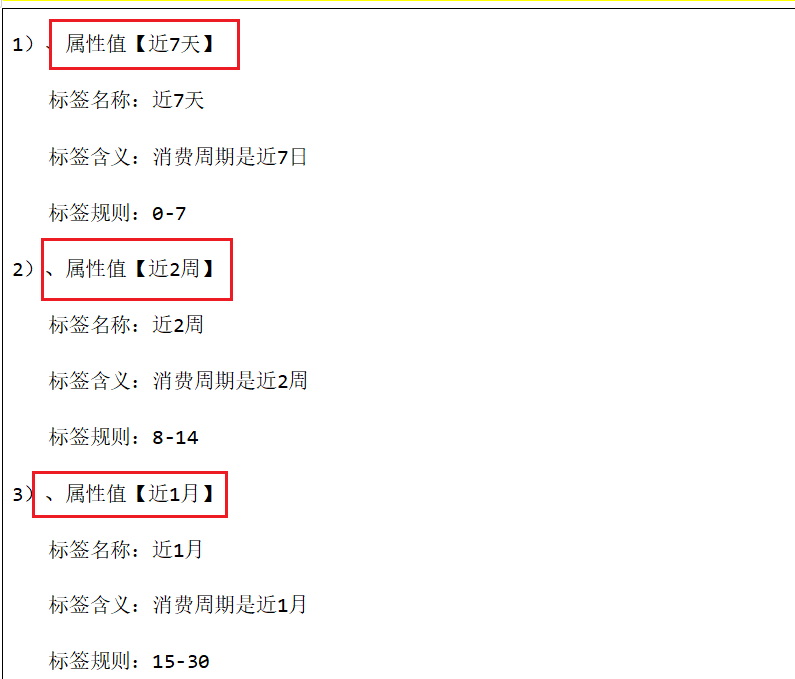 1）、属性值【近7天】
标签名称：近7天
标签含义：消费周期是近7日
标签规则：0-7
2）、属性值【近2周】
标签名称：近2周
标签含义：消费周期是近2周
标签规则：8-14
3）、属性值【近1月】
标签名称：近1月
标签含义：消费周期是近1月
标签规则：15-30